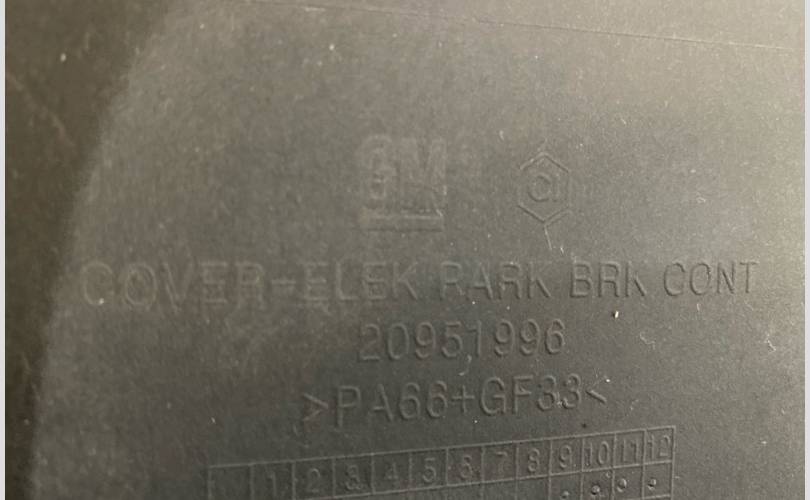 GM CI
COVER-ELEK PARK BRK CONT
20951996
>PA66+GF33<
1 2 3 4 5 6 7 8 9 10 11 12